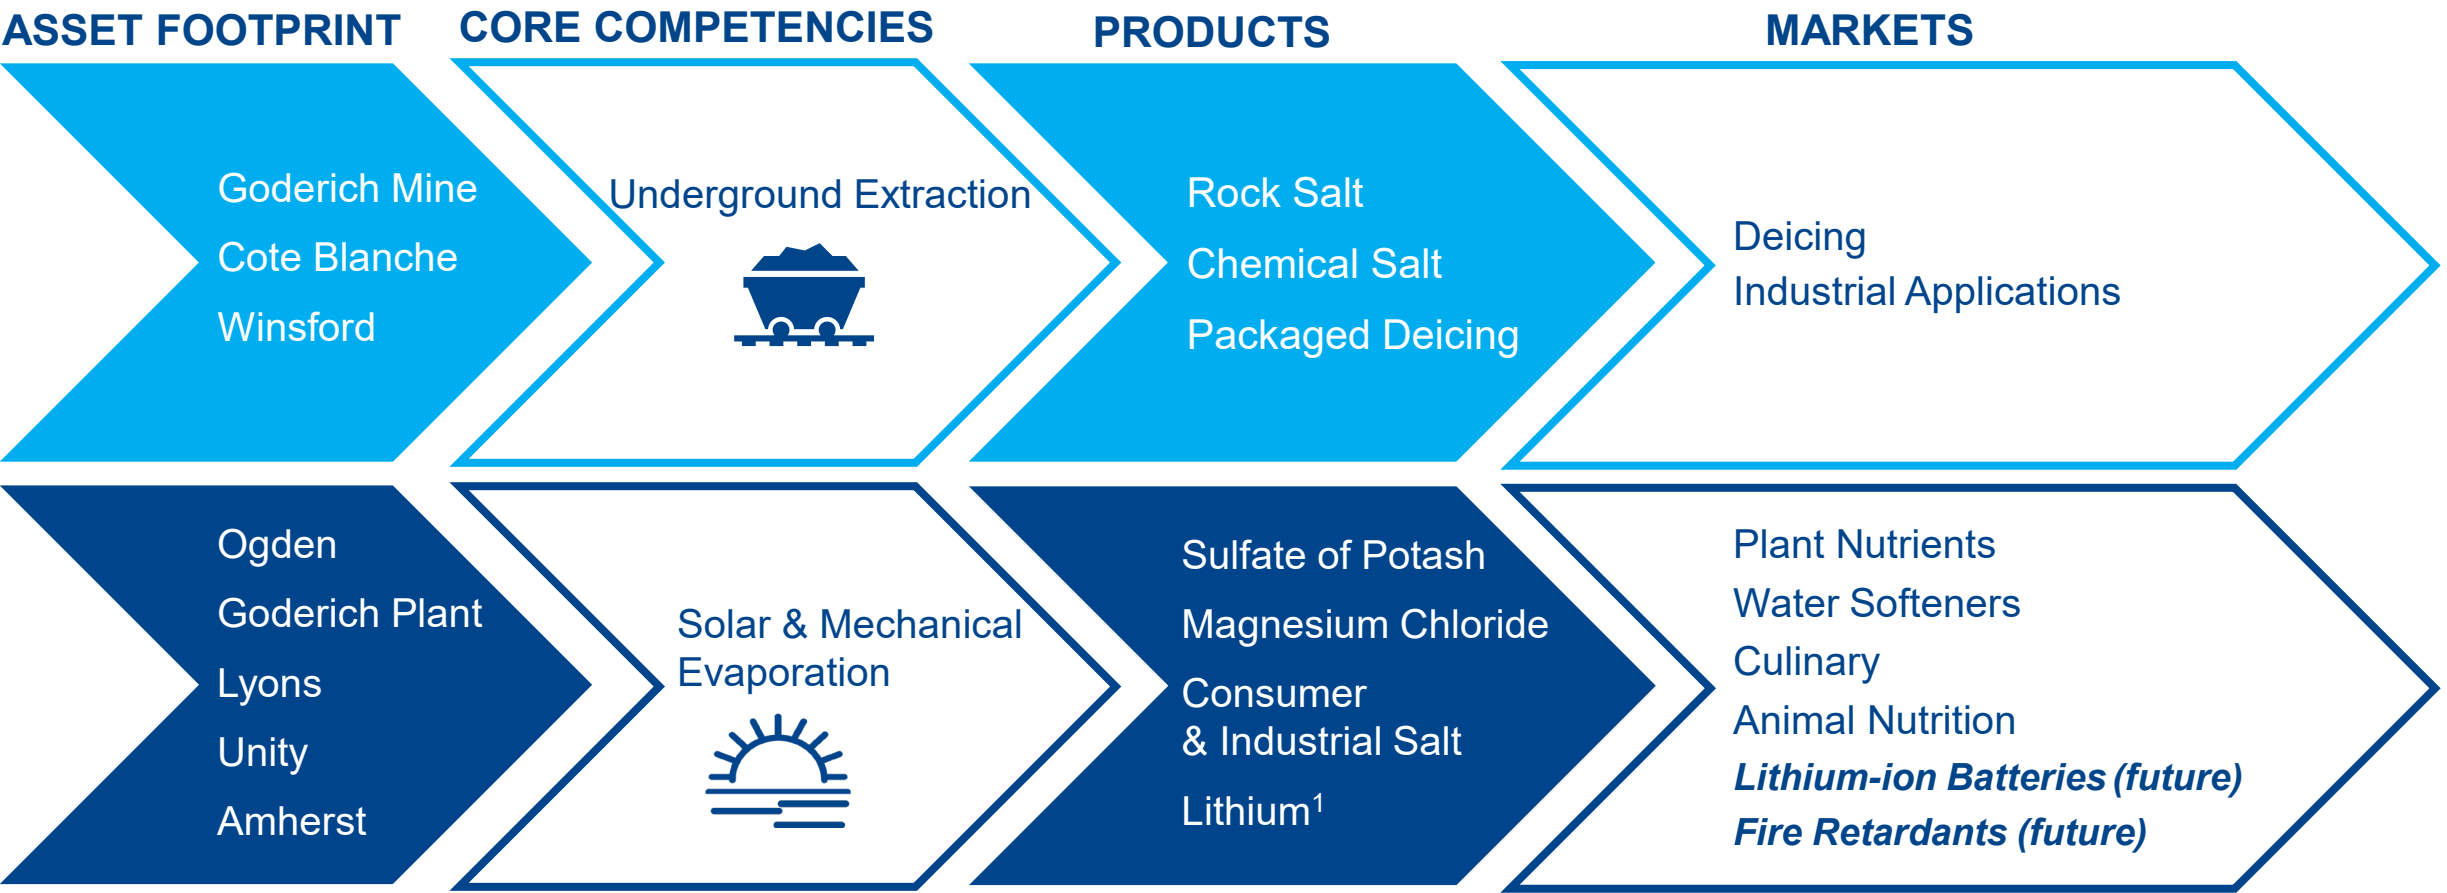 ASSET FOOTPRINT
CORE COMPETENCIES
PRODUCTS
MARKETS
Goderich Mine
Cote Blanche
Winsford
Underground Extraction
Rock Salt
Chemical Salt
Packaged Deicing
Deicing
Industrial Applications
Ogden
Goderich Plant
Lyons
Unity
Amherst
Solar & Mechanical
Evaporation
Sulfate of Potash
Magnesium Chloride
Consumer
& Industrial Salt
Lithium¹
Plant Nutrients
Water Softeners
Culinary
Animal Nutrition
Lithium-ion Batteries (future)
Fire Retardants (future)